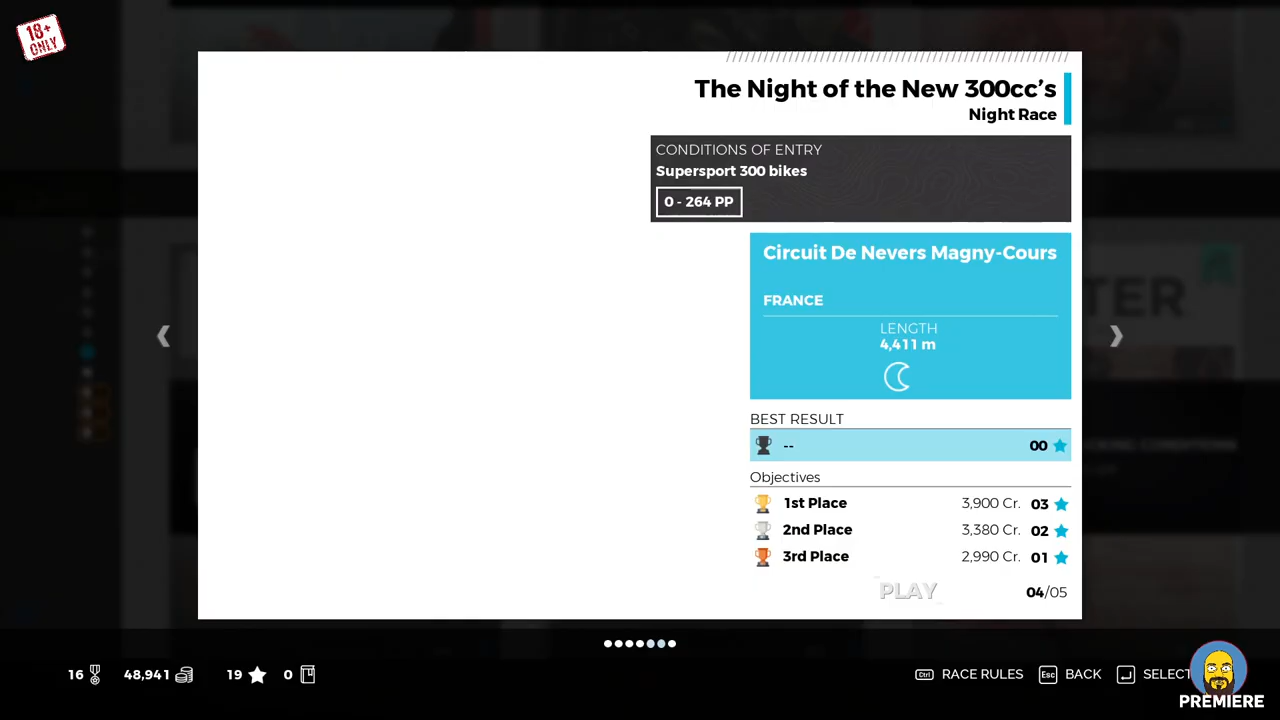 18+
ONLY
The Night of the New 300cc's
Night Race
CONDITIONS OF ENTRY
Supersport 300 bikes
0 - 264 PP
Circuit De Nevers Magny-Cours
FRANCE
LENGTH
4,411 m
TER
BEST RESULT
-- 00
Objectives
1st Place 3,900 Cr. 03
2nd Place 3,380 Cr. 02
3rd Place 2,990 Cr. 01
PLAY 04/05
16 48,941 19 0 Ctrl RACE RULES Esc BACK SELECT
PREMIERE